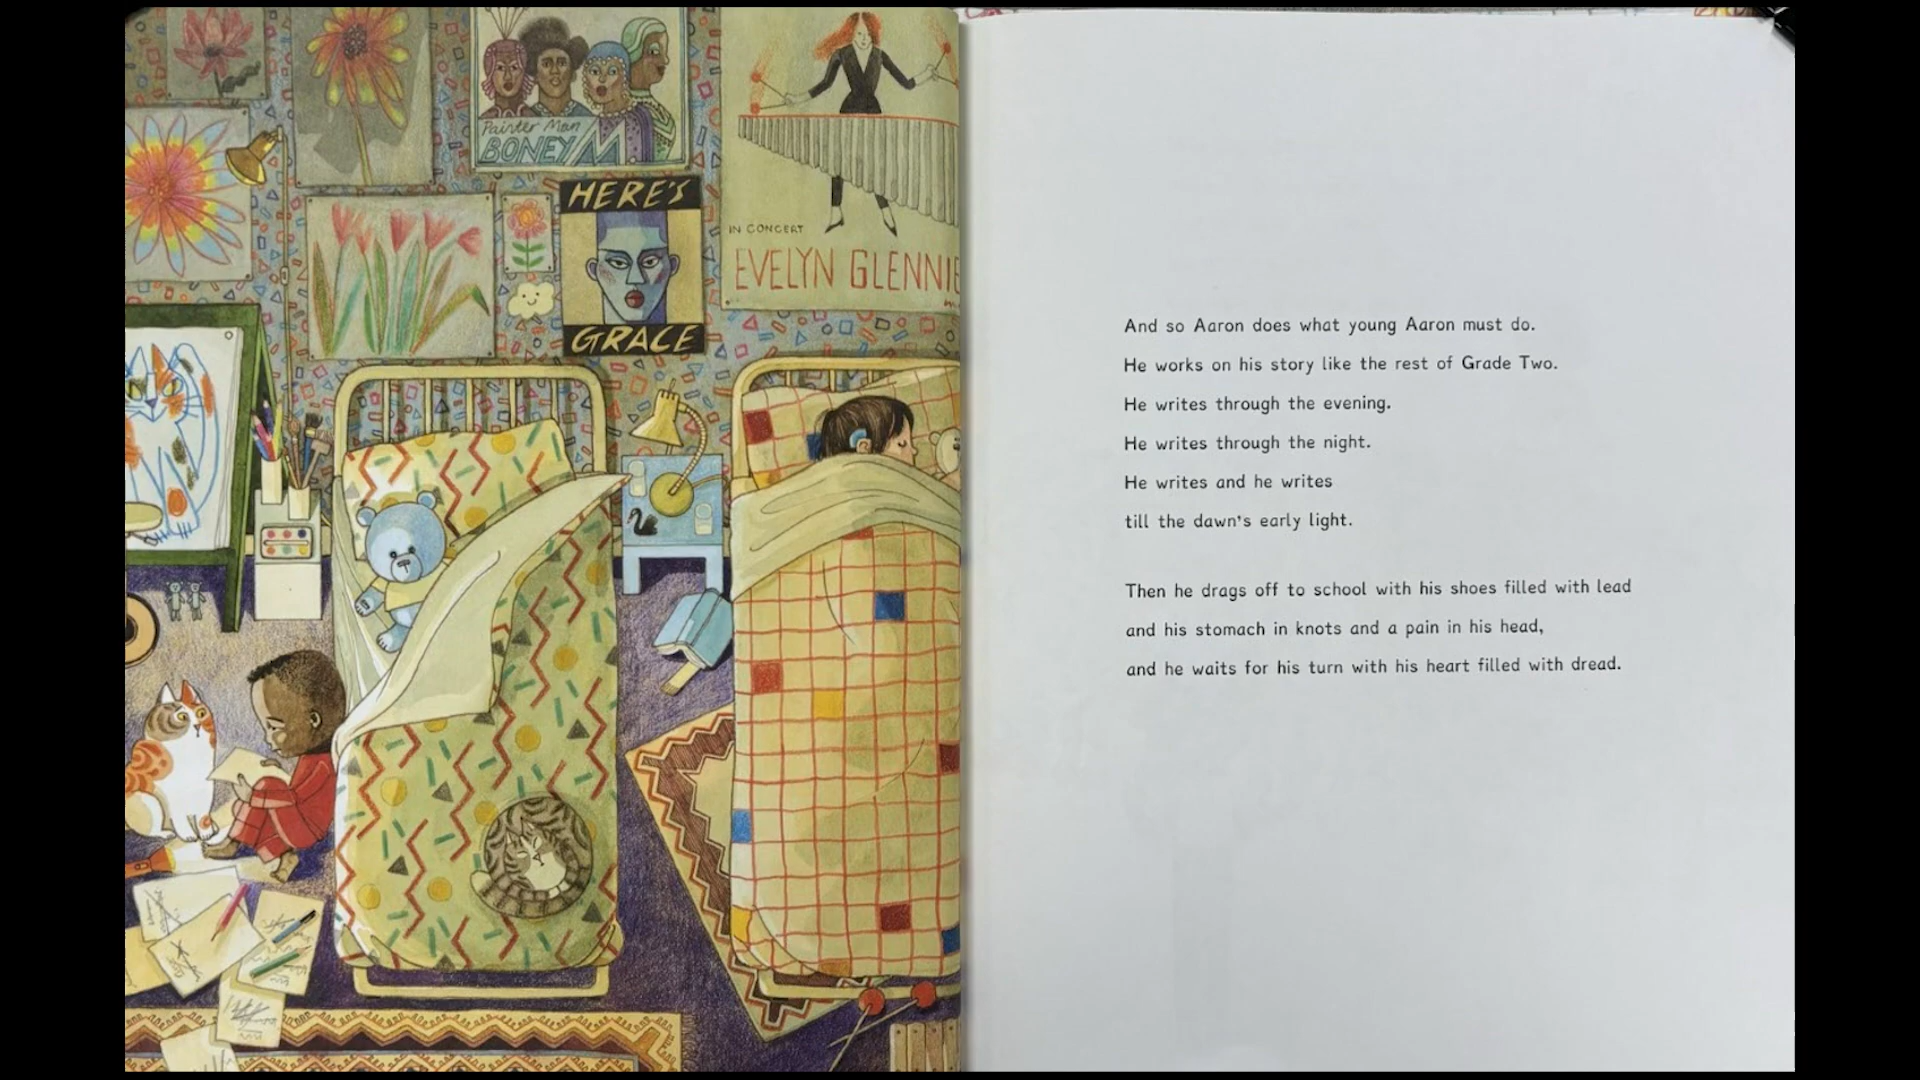 Painter Man
BONEY M
HERE'S
GRACE
IN CONCERT
EVELYN GLENNIE
And so Aaron does what young Aaron must do.
He works on his story like the rest of Grade Two.
He writes through the evening.
He writes through the night.
He writes and he writes
till the dawn's early light.
Then he drags off to school with his shoes filled with lead
and his stomach in knots and a pain in his head,
and he waits for his turn with his heart filled with dread.